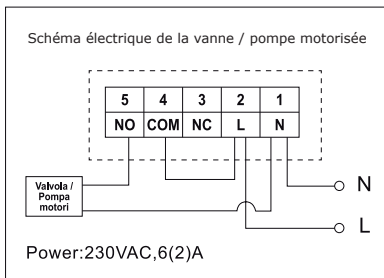 Schéma électrique de la vanne / pompe motorisée
5 4 3 2 1
NO COM NC L N
Valvola /
Pompa
motori
N
L
Power:230VAC,6(2)A